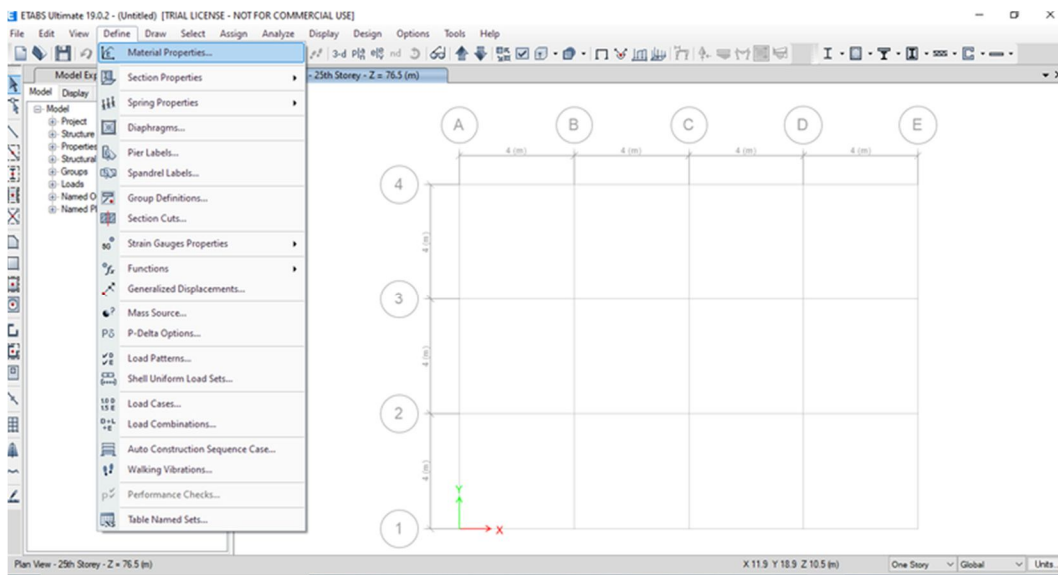 ETABS Ultimate 19.0.2 - (Untitled) [TRIAL LICENSE - NOT FOR COMMERCIAL USE]
File Edit View Define Draw Select Assign Analyze Display Design Options Tools Help
3-d nd
Model Exp
- 25th Storey - Z = 76.5 (m)
Model Display
Model
Project
Structure
Properties
Structural
Groups
Loads
Named O
Named Pl
Material Properties...
Section Properties
Spring Properties
Diaphragms...
Pier Labels...
Spandrel Labels...
Group Definitions...
Section Cuts...
Strain Gauges Properties
Functions
Generalized Displacements...
Mass Source...
Pδ P-Delta Options...
Load Patterns...
Shell Uniform Load Sets...
Load Cases...
Load Combinations...
Auto Construction Sequence Case...
Walking Vibrations...
Performance Checks...
Table Named Sets...
A B C D E
4 (m) 4 (m) 4 (m) 4 (m)
4
4 (m)
3
4 (m)
2
4 (m)
Y
1
X
Plan View - 25th Storey - Z = 76.5 (m)
X 11.9 Y 18.9 Z 10.5 (m)
One Story Global Units...